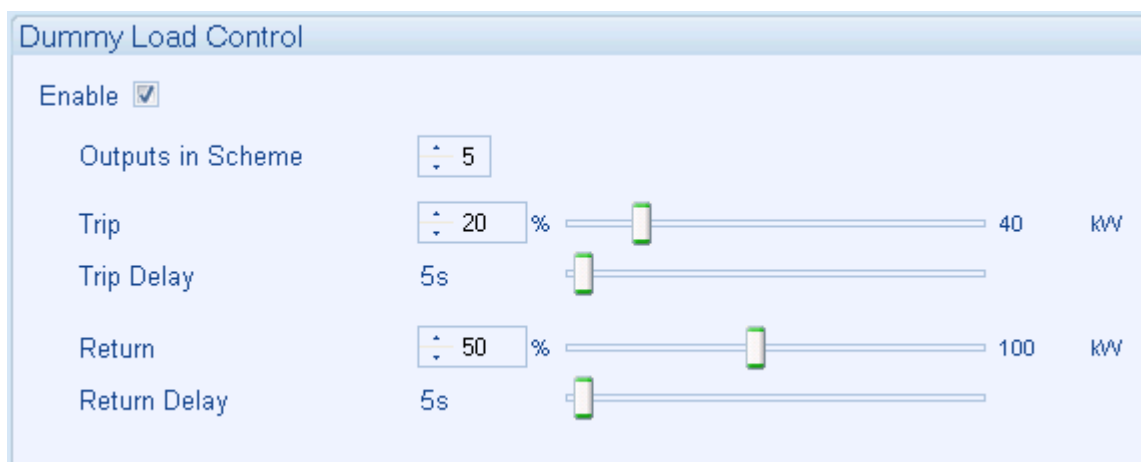 Dummy Load Control
Enable
Outputs in Scheme 5
Trip 20 % 40 kW
Trip Delay 5s
Return 50 % 100 kW
Return Delay 5s